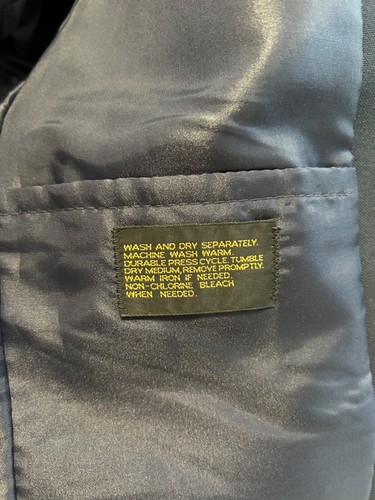 WASH AND DRY SEPARATELY.
MACHINE WASH WARM.
DURABLE PRESS CYCLE. TUMBLE
DRY MEDIUM, REMOVE PROMPTLY.
WARM IRON IF NEEDED.
NON-CHLORINE BLEACH
WHEN NEEDED.